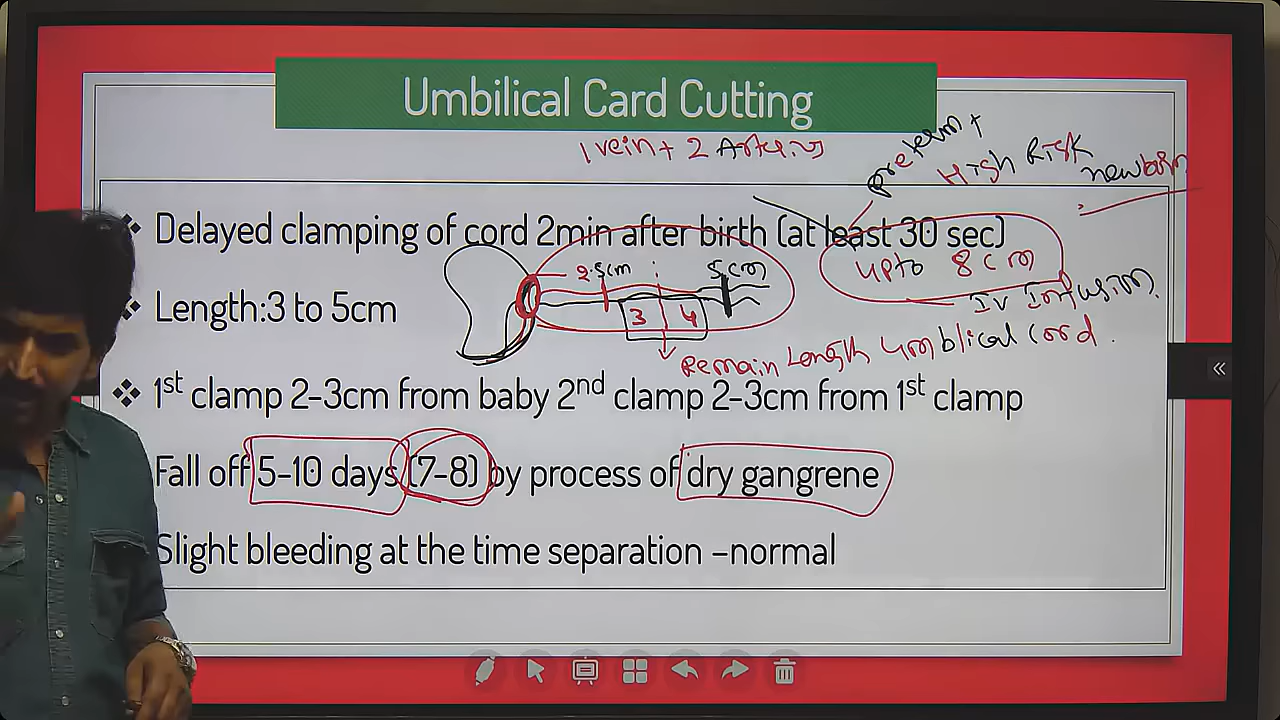 Umbilical Card Cutting
1 vein + 2 Arteries
preterm +
High Risk
newborn
Delayed clamping of cord 2min after birth (at least 30 sec)
2.5cm 5cm upto 8cm
IV Infusion.
Length:3 to 5cm
3 4
Remain Length Umblical Cord.
1st clamp 2-3cm from baby 2nd clamp 2-3cm from 1st clamp
Fall off 5-10 days (7-8) by process of dry gangrene
Slight bleeding at the time separation –normal